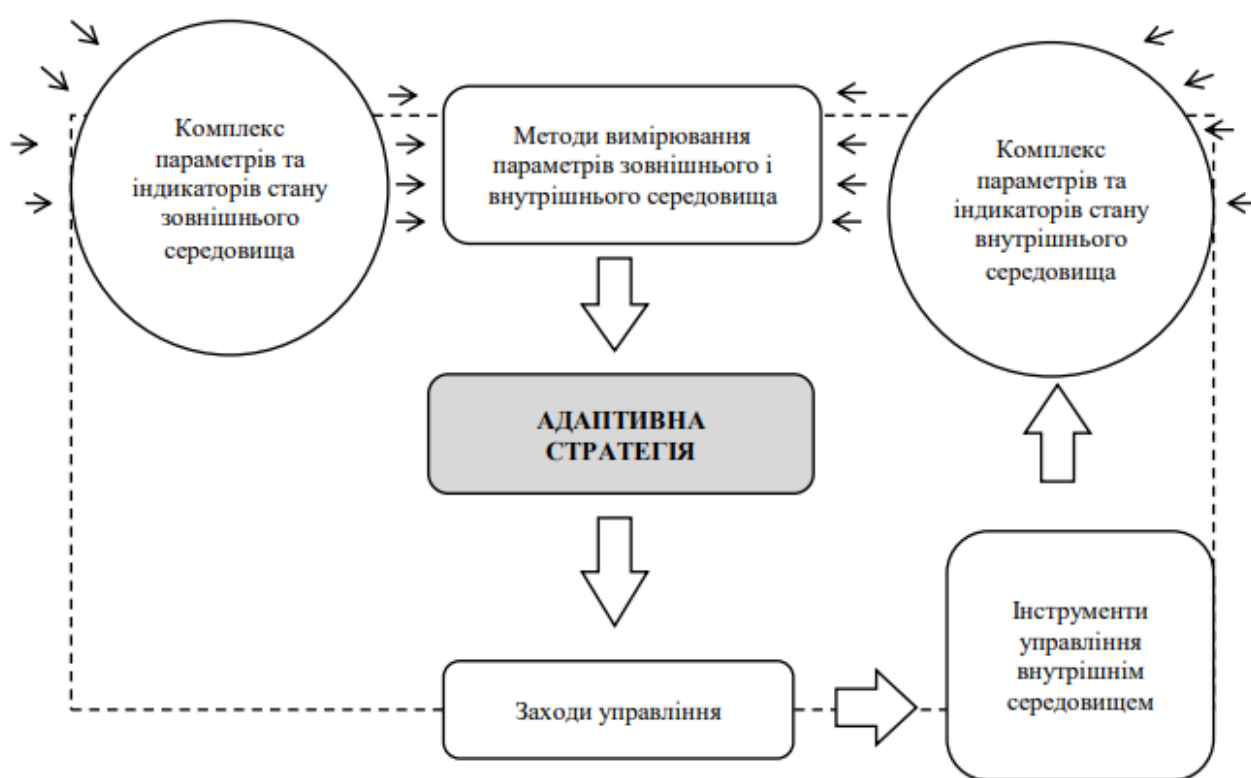 Комплекс
параметрів та
індикаторів стану
зовнішнього
середовища
Методи вимірювання
параметрів зовнішнього і
внутрішнього середовища
Комплекс
параметрів та
індикаторів стану
внутрішнього
середовища
АДАПТИВНА
СТРАТЕГІЯ
Заходи управління
Інструменти
управління
внутрішнім
середовищем